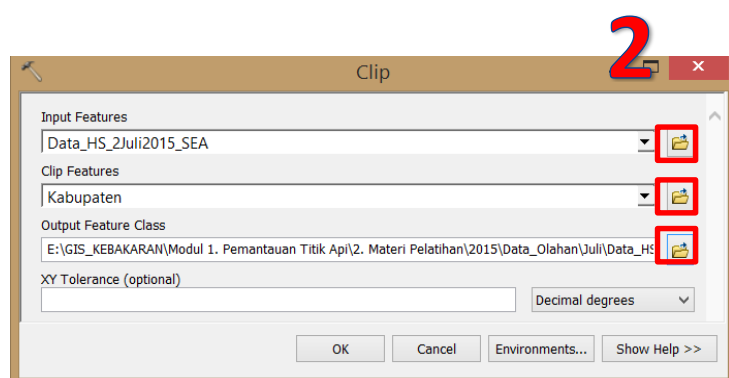 2
Clip
Input Features
Data_HS_2Juli2015_SEA
Clip Features
Kabupaten
Output Feature Class
E:\GIS_KEBAKARAN\Modul 1. Pemantauan Titik Api\2. Materi Pelatihan\2015\Data_Olahan\Juli\Data_HS
XY Tolerance (optional)
Decimal degrees
OK Cancel Environments... Show Help >>